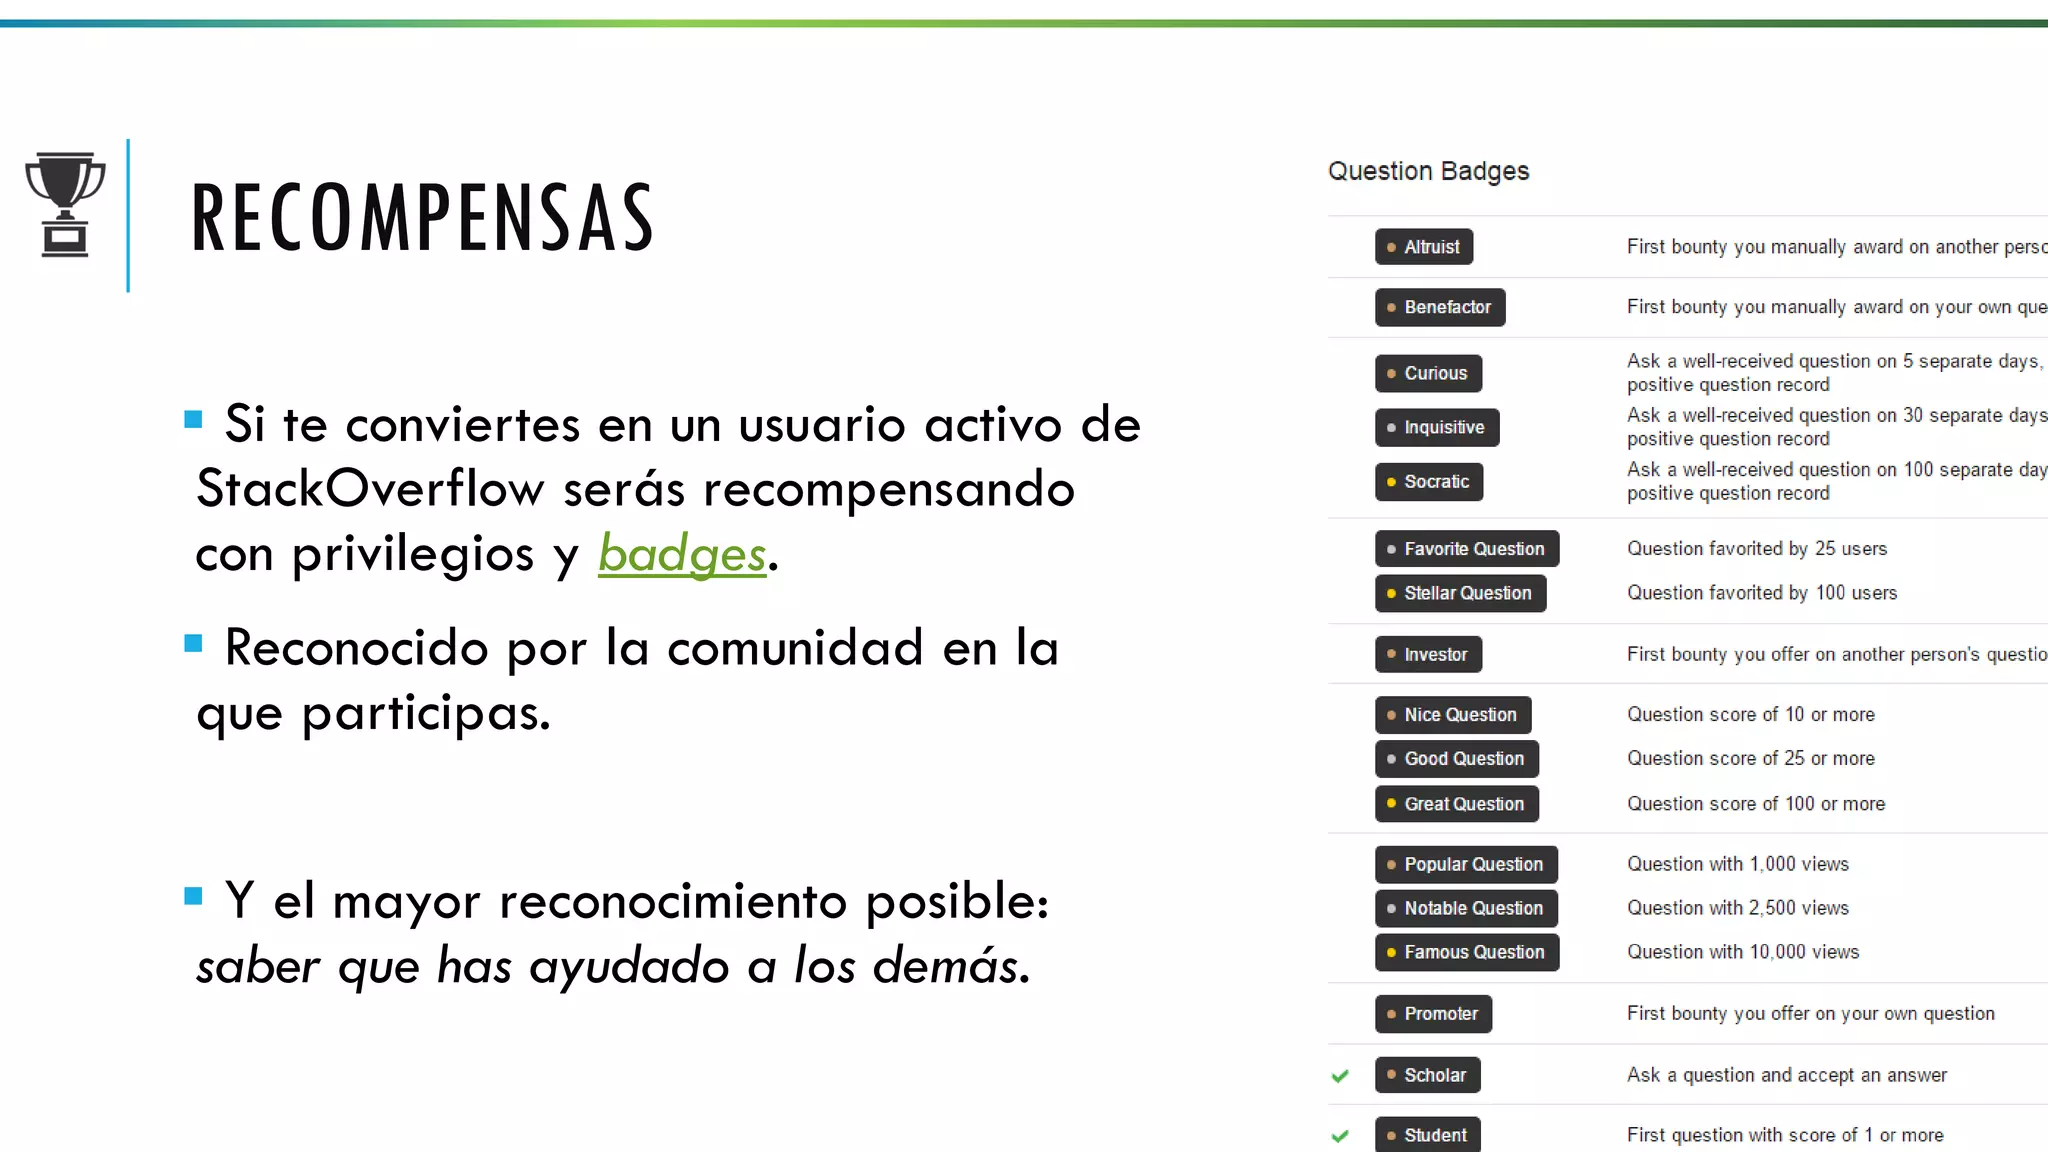 RECOMPENSAS
Si te conviertes en un usuario activo de
StackOverflow serás recompensando
con privilegios y badges.
Reconocido por la comunidad en la
que participas.
Y el mayor reconocimiento posible:
saber que has ayudado a los demás.
Question Badges
Altruist First bounty you manually award on another
Benefactor First bounty you manually award on your own
Curious Ask a well-received question on 5 separate days,
positive question record
Inquisitive Ask a well-received question on 30 separate days
positive question record
Socratic Ask a well-received question on 100 separate
positive question record
Favorite Question Question favorited by 25 users
Stellar Question Question favorited by 100 users
Investor First bounty you offer on another person's
Nice Question Question score of 10 or more
Good Question Question score of 25 or more
Great Question Question score of 100 or more
Popular Question Question with 1,000 views
Notable Question Question with 2,500 views
Famous Question Question with 10,000 views
Promoter First bounty you offer on your own question
Scholar Ask a question and accept an answer
Student First question with score of 1 or more